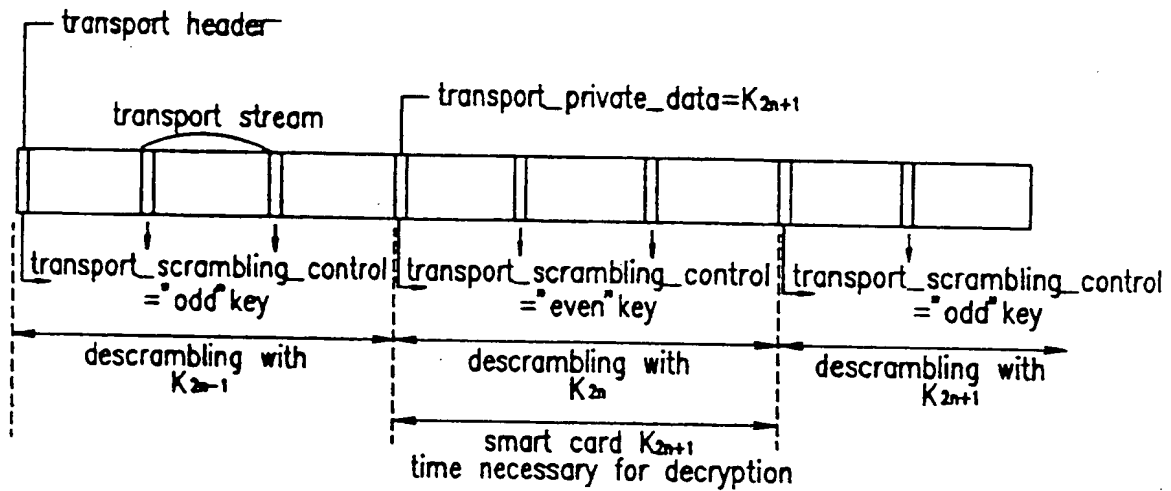 transport header
transport_private_data=K2n+1
transport stream
transport_scrambling_control
="odd" key
transport_scrambling_control
="even" key
transport_scrambling_control
="odd" key
descrambling with
K2n-1
descrambling with
K2n
descrambling with
K2n+1
smart card K2n+1
time necessary for decryption